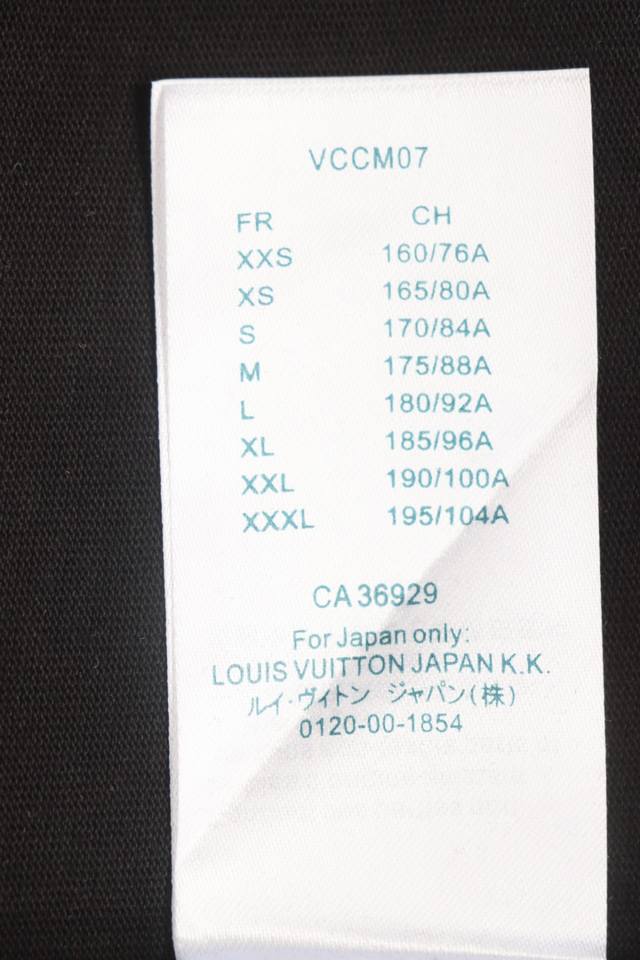 VCCM07
FR CH
XXS 160/76A
XS 165/80A
S 170/84A
M 175/88A
L 180/92A
XL 185/96A
XXL 190/100A
XXXL 195/104A
CA 36929
For Japan only:
LOUIS VUITTON JAPAN K.K.
ルイ・ヴィトン ジャパン(株)
0120-00-1854